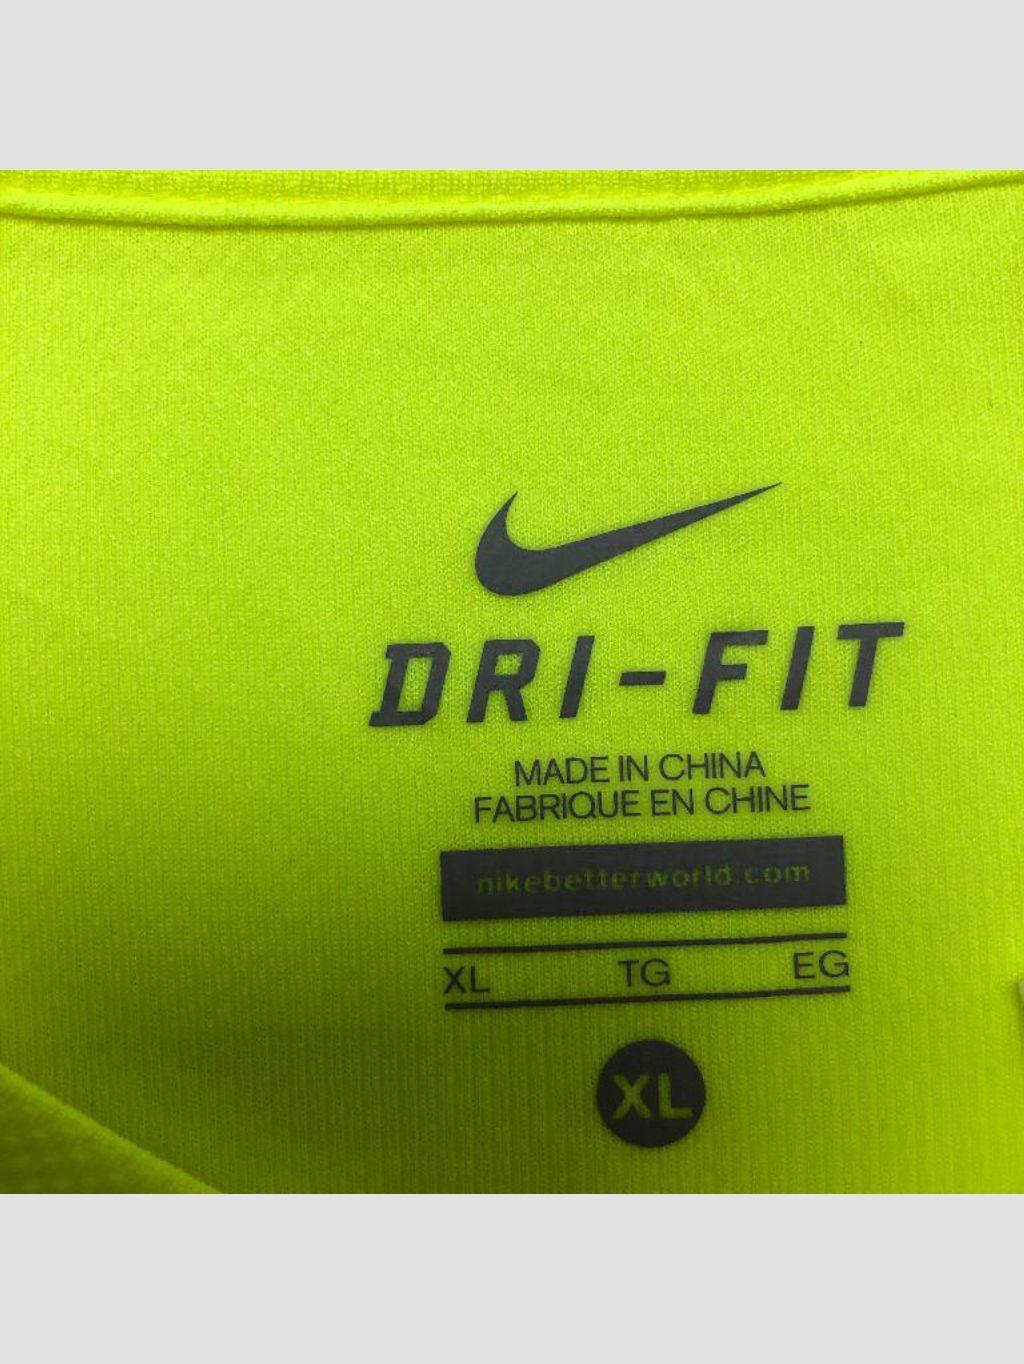 DRI-FIT
MADE IN CHINA
FABRIQUE EN CHINE
nikebetterworld.com
XL TG EG
XL